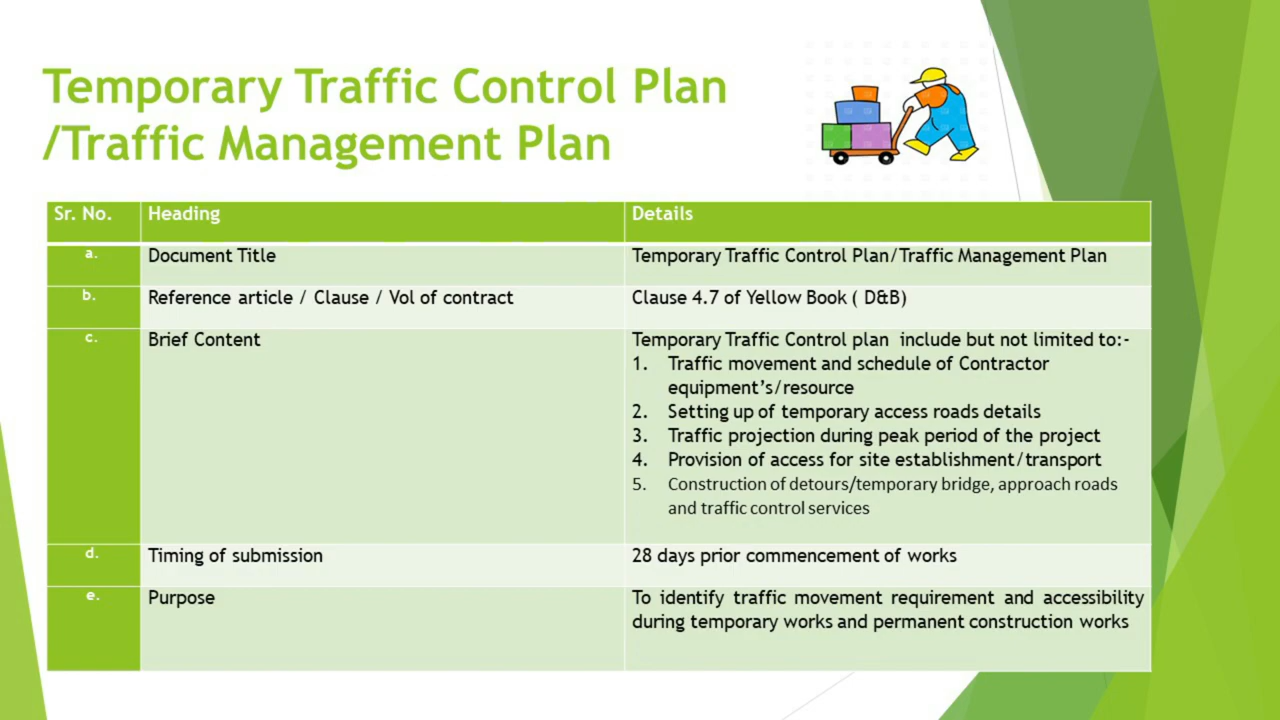 Temporary Traffic Control Plan
/Traffic Management Plan
Sr. No. Heading Details
a. Document Title Temporary Traffic Control Plan/Traffic Management Plan
b. Reference article / Clause / Vol of contract Clause 4.7 of Yellow Book ( D&B)
c. Brief Content Temporary Traffic Control plan include but not limited to:-
1. Traffic movement and schedule of Contractor
equipment’s/resource
2. Setting up of temporary access roads details
3. Traffic projection during peak period of the project
4. Provision of access for site establishment/transport
5. Construction of detours/temporary bridge, approach roads
and traffic control services
d. Timing of submission 28 days prior commencement of works
e. Purpose To identify traffic movement requirement and accessibility
during temporary works and permanent construction works